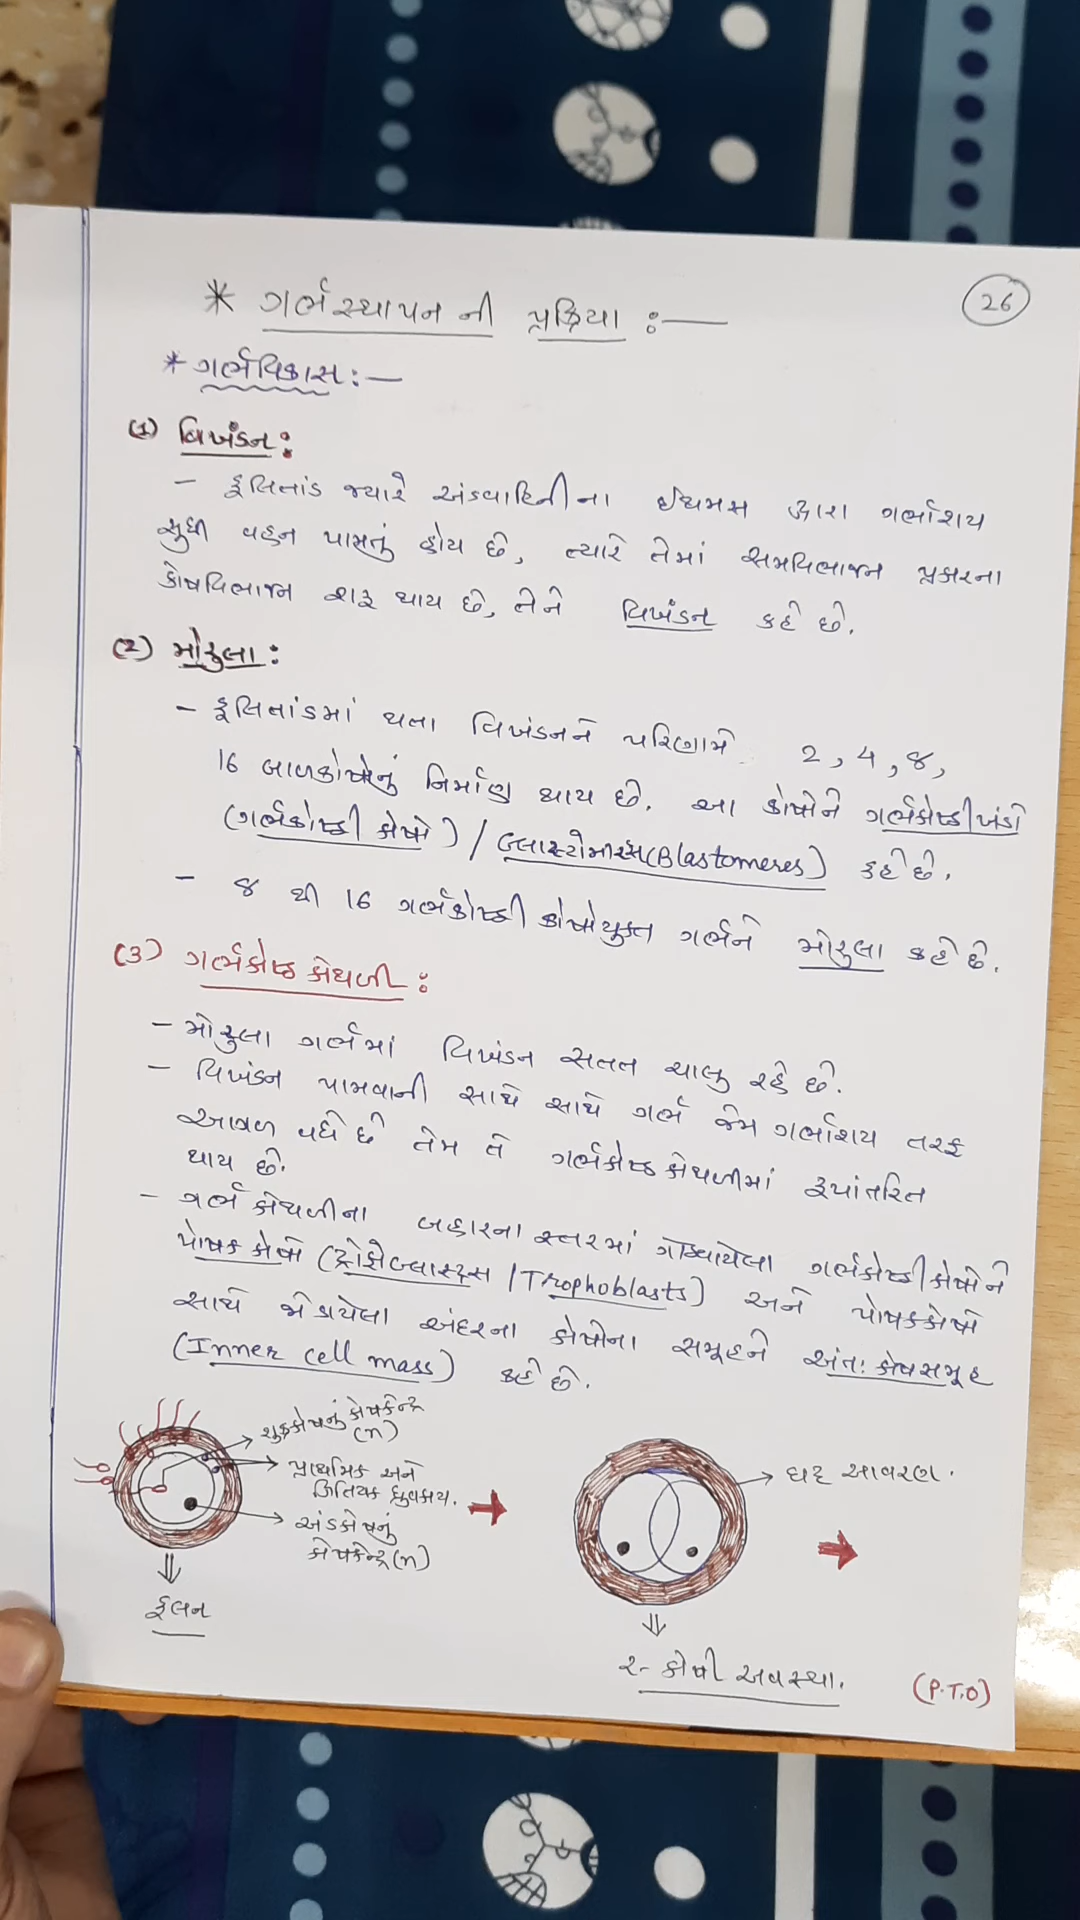 26
* ગર્ભસ્થાપન ની પ્રક્રિયા :—
* ગર્ભવિકાસ :—
(1) વિખંડન :
– ફલિતાંડ જ્યારે અંડવાહિનીના ઈથમસ દ્વારા ગર્ભાશય
સુધી વહન પામતું હોય છે, ત્યારે તેમાં સમવિભાજન પ્રકારના
કોષવિભાજન શરૂ થાય છે, તેને વિખંડન કહે છે.
(2) મોરુલા :
– ફલિતાંડમાં થતા વિખંડનને પરિણામે 2, 4, 8,
16 બાળકોષોનું નિર્માણ થાય છે. આ કોષોને ગર્ભકોષ્ઠીખંડો
(ગર્ભકોષ્ઠી કોષો) / બ્લાસ્ટોમીરસ (Blastomeres) કહે છે.
– 8 થી 16 ગર્ભકોષ્ઠી કોષોયુક્ત ગર્ભને મોરુલા કહે છે.
(3) ગર્ભકોષ્ઠ કોથળી :
– મોરુલા ગર્ભમાં વિખંડન સતત ચાલુ રહે છે.
– વિખંડન પામવાની સાથે સાથે ગર્ભ જેમ ગર્ભાશય તરફ
આગળ વધે છે તેમ તે ગર્ભકોષ્ઠ કોથળીમાં રૂપાંતરિત
થાય છે.
– ગર્ભ કોથળીના બહારના સ્તરમાં ગોઠવાયેલા ગર્ભકોષ્ઠી કોષોને
પોષક કોષો (ટ્રોફોબ્લાસ્ટ્સ / Trophoblasts) અને પોષકકોષો
સાથે જોડાયેલા અંદરના કોષોના સમૂહને અંતઃ કોષસમૂહ
(Inner cell mass) કહે છે.
શુક્રકોષનું કોષકેન્દ્ર
(n)
પ્રાથમિક અને
દ્વિતિયક ધ્રુવકાય.
અંડકોષનું
કોષકેન્દ્ર (n)
ફલન
ઘટ્ટ આવરણ.
2- કોષી અવસ્થા.
(P.T.O)